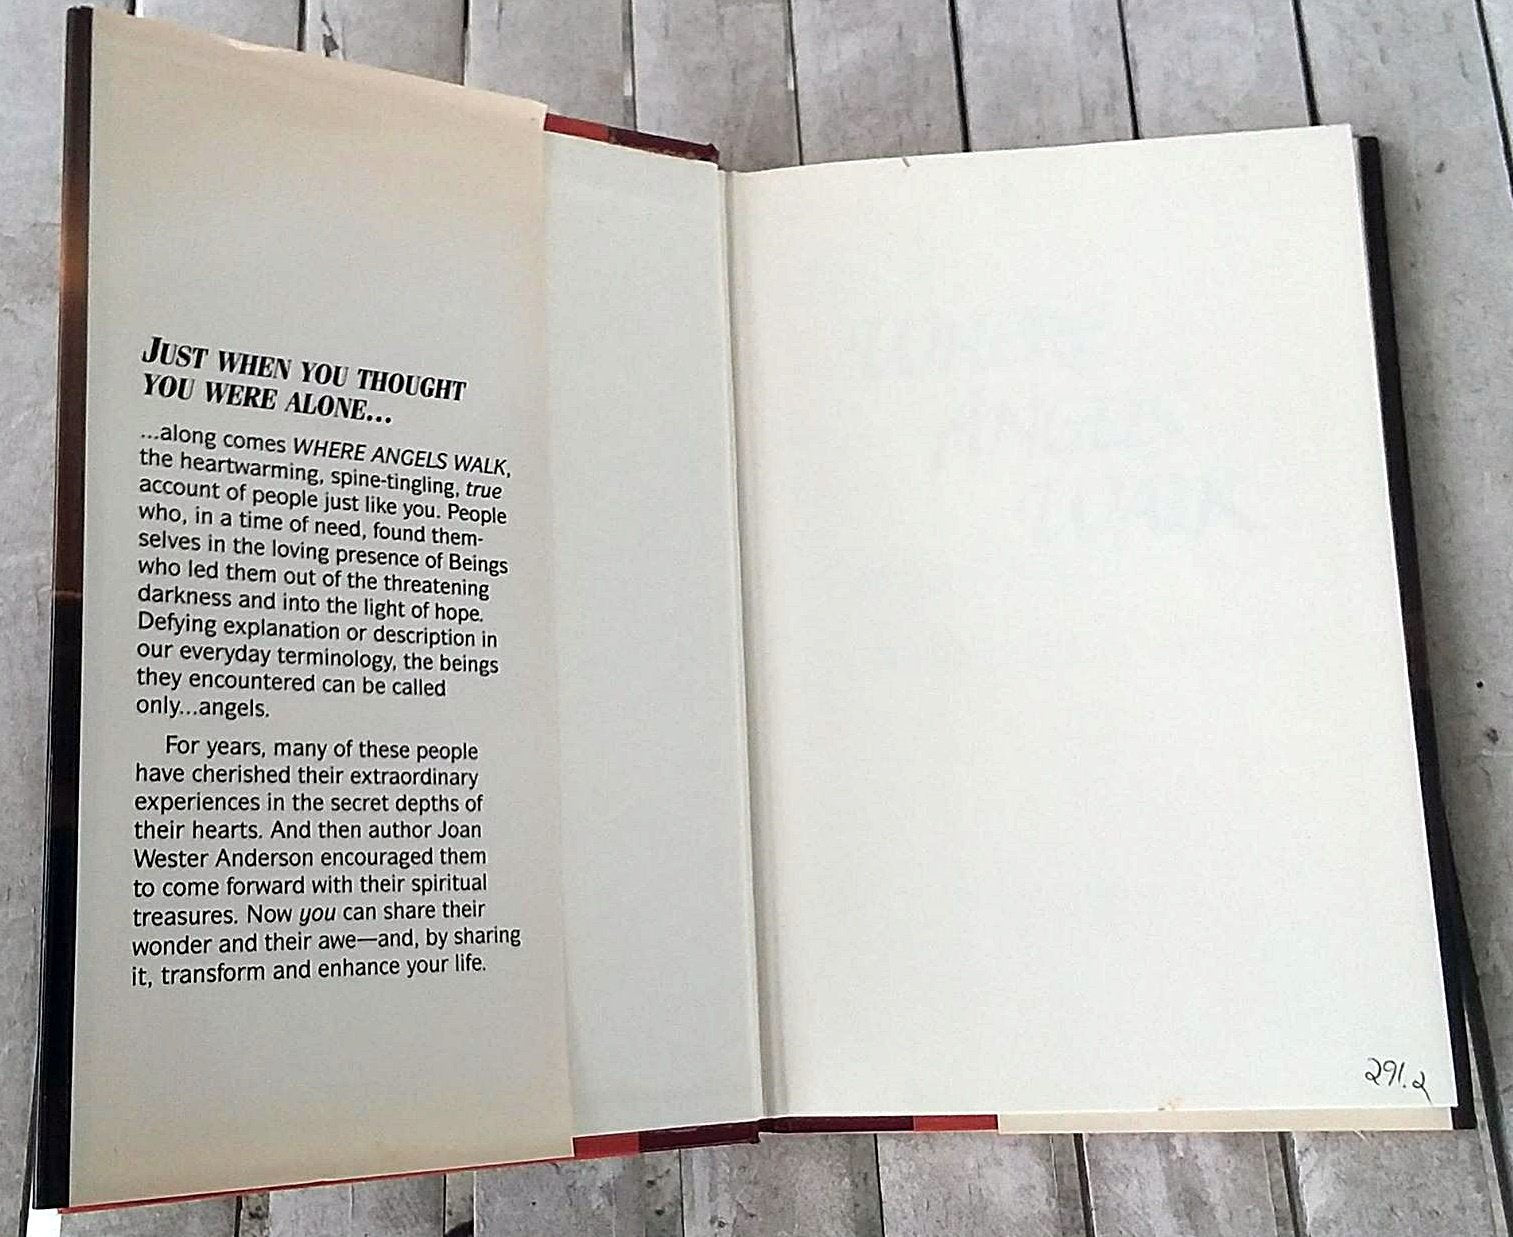 JUST WHEN YOU THOUGHT
YOU WERE ALONE...
...along comes WHERE ANGELS WALK,
the heartwarming, spine-tingling, true
account of people just like you. People
who, in a time of need, found them-
selves in the loving presence of Beings
who led them out of the threatening
darkness and into the light of hope.
Defying explanation or description in
our everyday terminology, the beings
they encountered can be called
only...angels.
For years, many of these people
have cherished their extraordinary
experiences in the secret depths of
their hearts. And then author Joan
Wester Anderson encouraged them
to come forward with their spiritual
treasures. Now you can share their
wonder and their awe—and, by sharing
it, transform and enhance your life.
WHERE
ANGELS
WALK
291.2